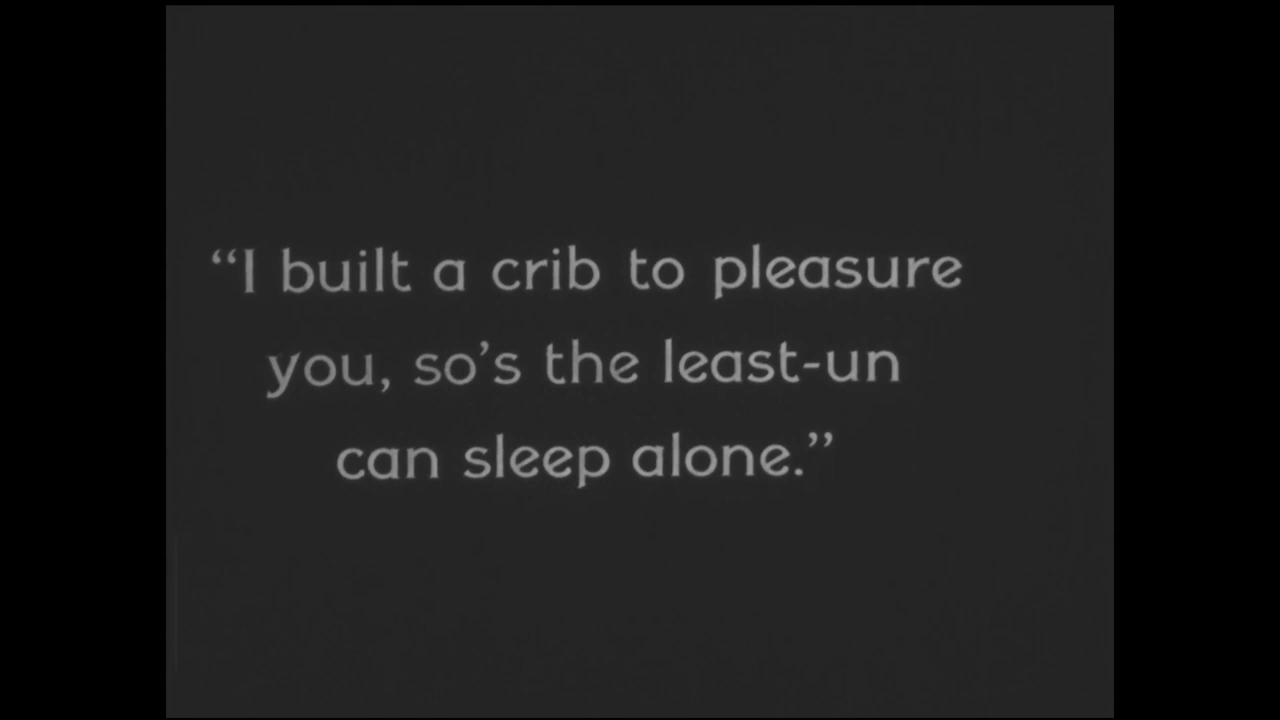 “I built a crib to pleasure
you, so’s the least-un
can sleep alone.”